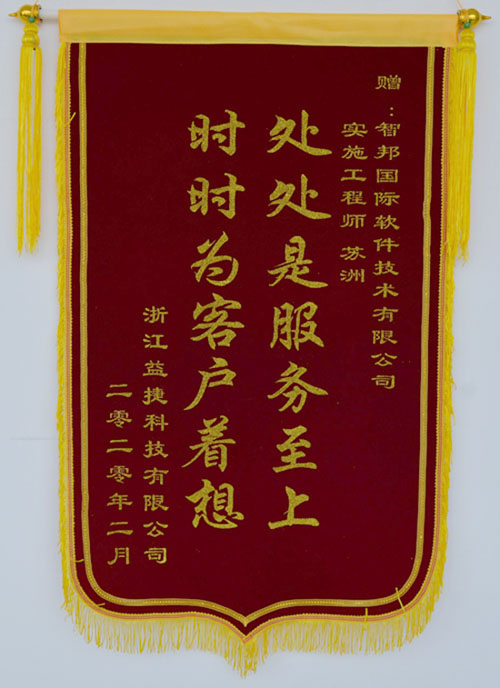 赠：智邦国际软件技术有限公司
实施工程师 苏洲
处处是服务至上
时时为客户着想
浙江益捷科技有限公司
二零二零年二月